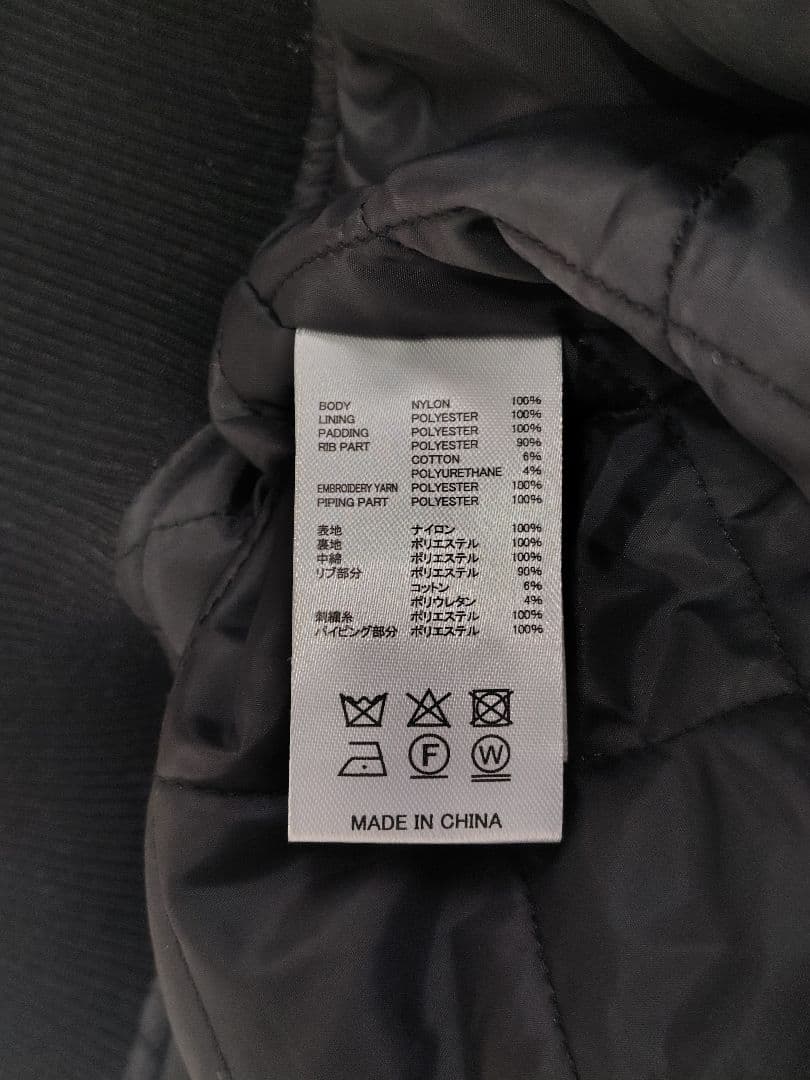 BODY NYLON 100%
LINING POLYESTER 100%
PADDING POLYESTER 100%
RIB PART POLYESTER 90%
COTTON 6%
POLYURETHANE 4%
EMBROIDERY YARN POLYESTER 100%
PIPING PART POLYESTER 100%
表地 ナイロン 100%
裏地 ポリエステル 100%
中綿 ポリエステル 100%
リブ部分 ポリエステル 90%
コットン 6%
ポリウレタン 4%
刺繍糸 ポリエステル 100%
パイピング部分 ポリエステル 100%
F W
MADE IN CHINA